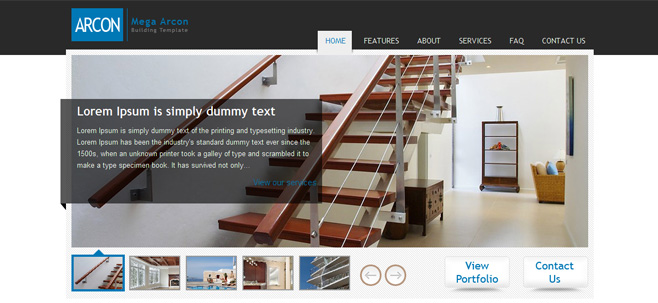 ARCON
Mega Arcon
Building Template
HOME FEATURES ABOUT SERVICES FAQ CONTACT US
Lorem Ipsum is simply dummy text
Lorem Ipsum is simply dummy text of the printing and typesetting industry.
Lorem Ipsum has been the industry's standard dummy text ever since the
1500s, when an unknown printer took a galley of type and scrambled it to
make a type specimen book. It has survived not only...
View our services
View
Portfolio
Contact
Us